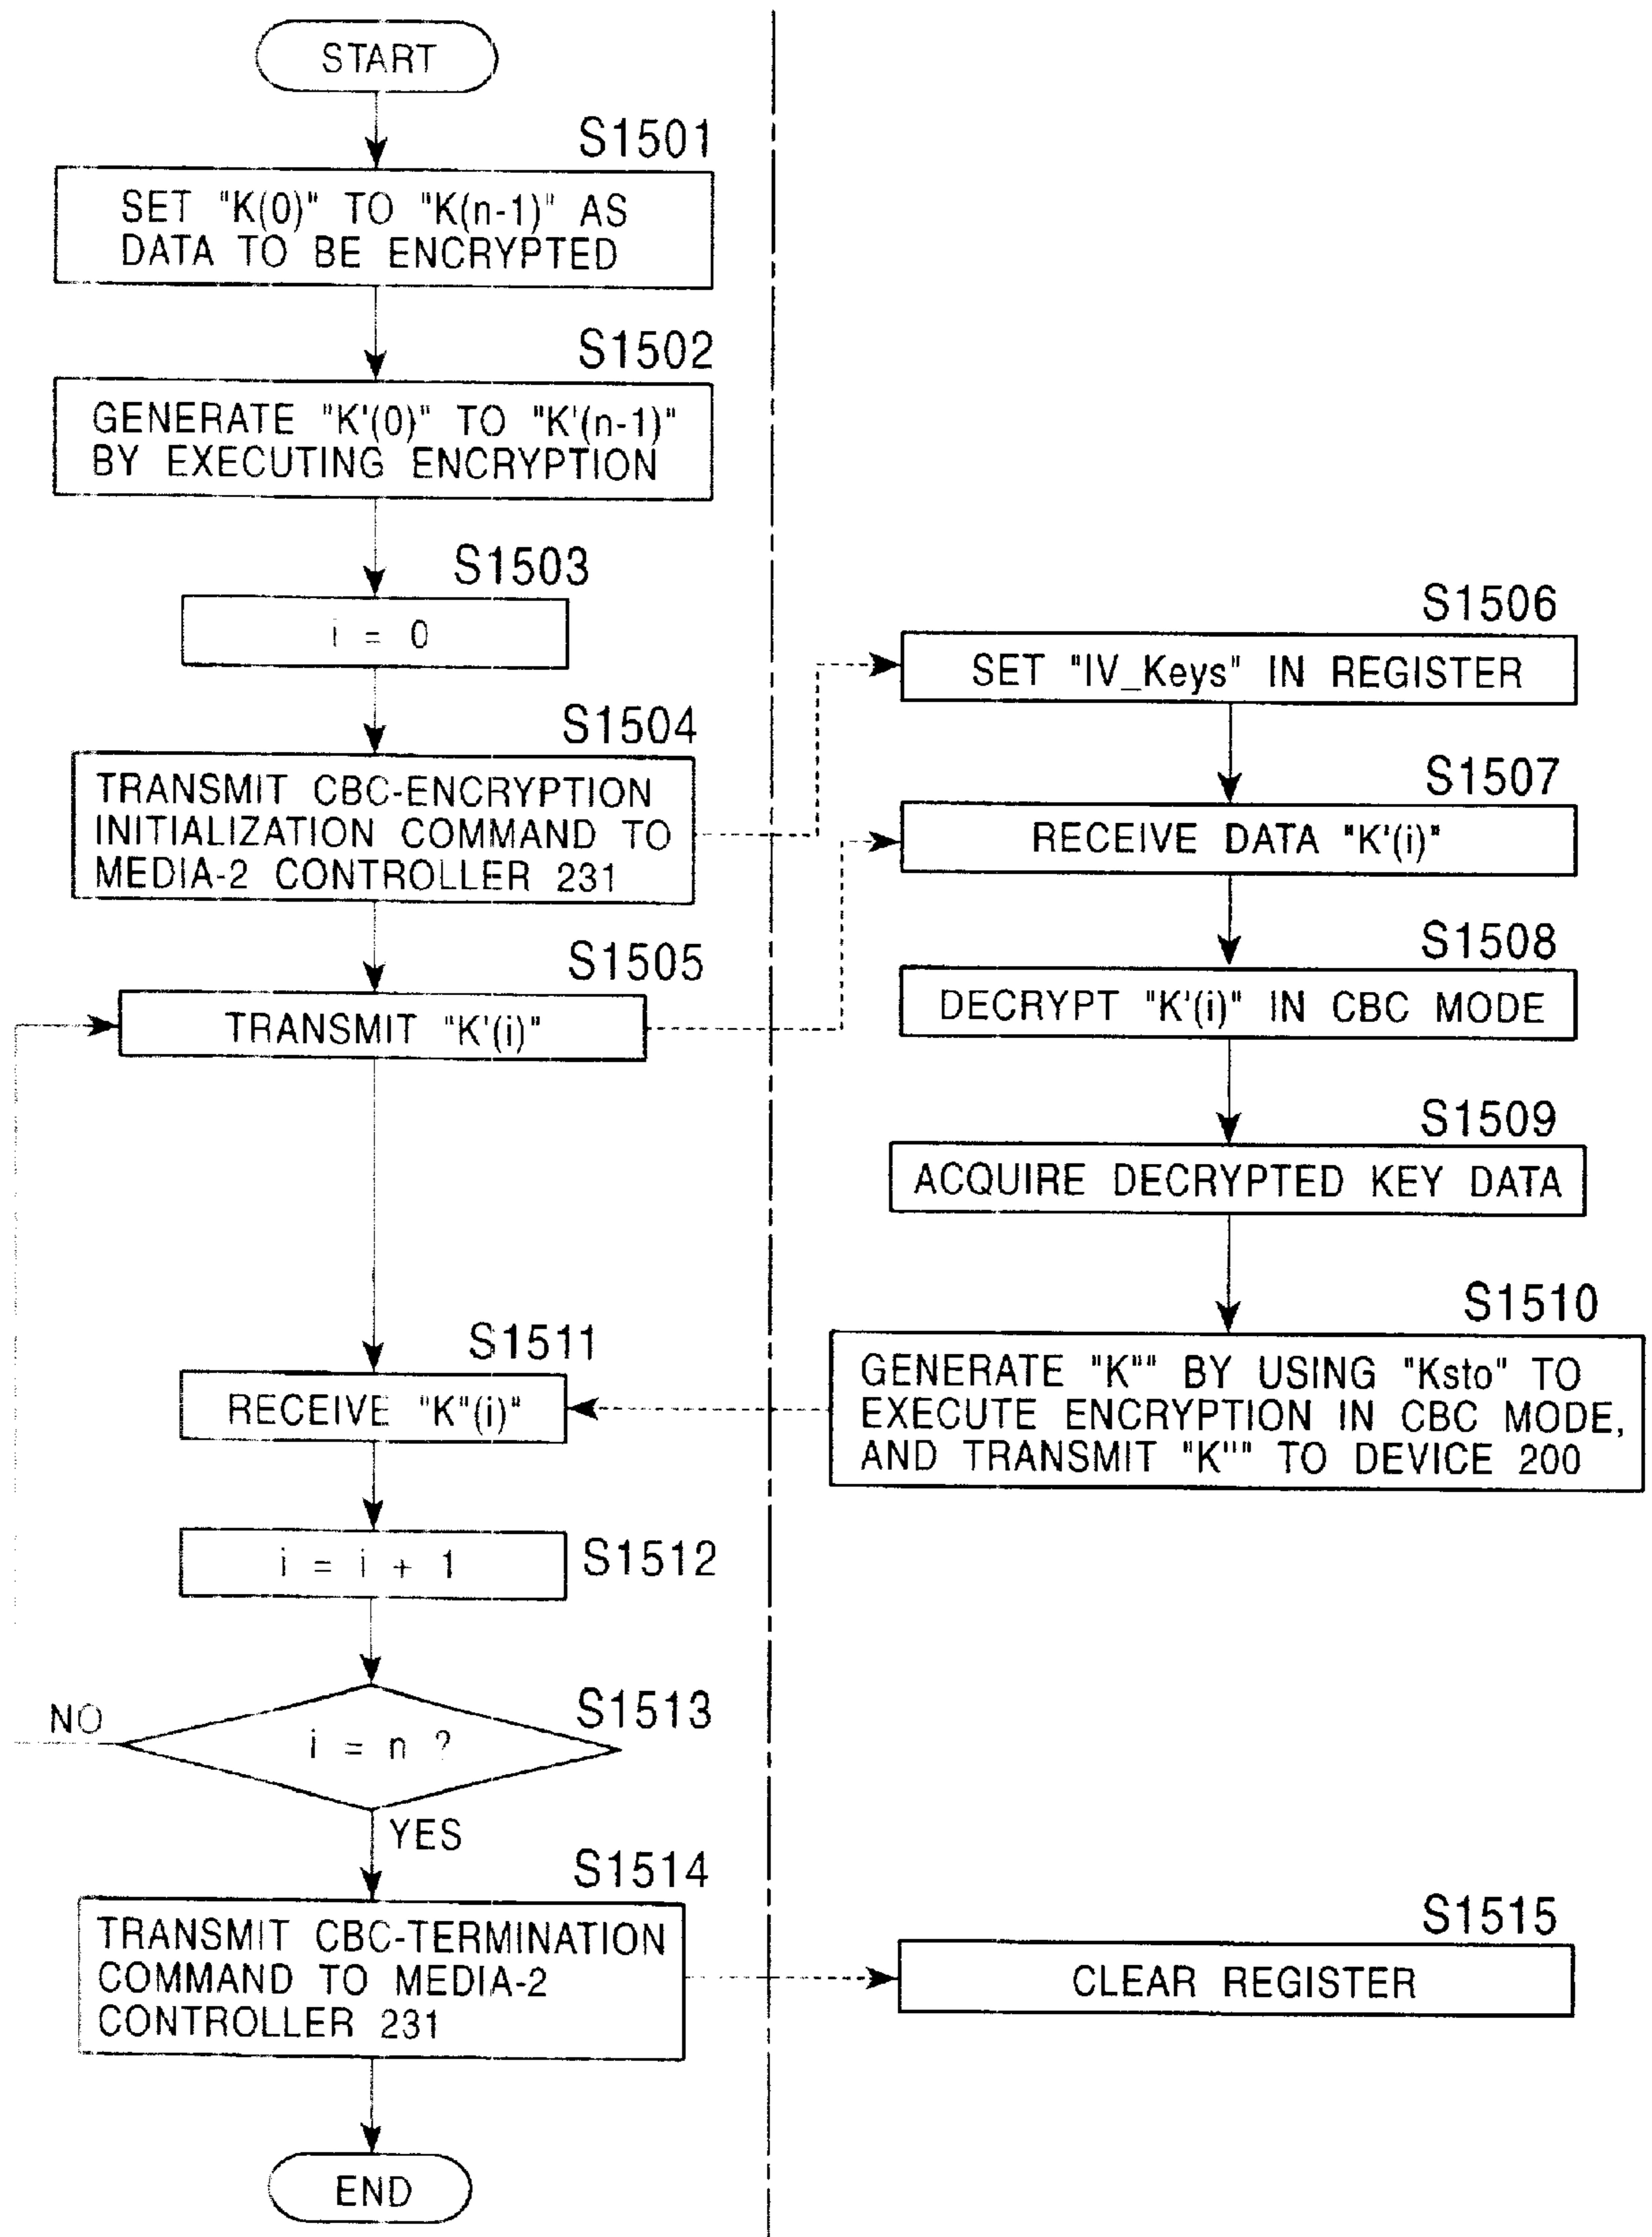 START
S1501
SET "K(0)" TO "K(n-1)" AS
DATA TO BE ENCRYPTED
S1502
GENERATE "K'(0)" TO "K'(n-1)"
BY EXECUTING ENCRYPTION
S1503
i = 0
S1504
TRANSMIT CBC-ENCRYPTION
INITIALIZATION COMMAND TO
MEDIA-2 CONTROLLER 231
S1505
TRANSMIT "K'(i)"
S1506
SET "IV_Keys" IN REGISTER
S1507
RECEIVE DATA "K'(i)"
S1508
DECRYPT "K'(i)" IN CBC MODE
S1509
ACQUIRE DECRYPTED KEY DATA
S1510
GENERATE "K"" BY USING "Ksto" TO
EXECUTE ENCRYPTION IN CBC MODE,
AND TRANSMIT "K"" TO DEVICE 200
S1511
RECEIVE "K"(i)"
S1512
i = i + 1
S1513
i = n ?
NO
YES
S1514
TRANSMIT CBC-TERMINATION
COMMAND TO MEDIA-2
CONTROLLER 231
S1515
CLEAR REGISTER
END